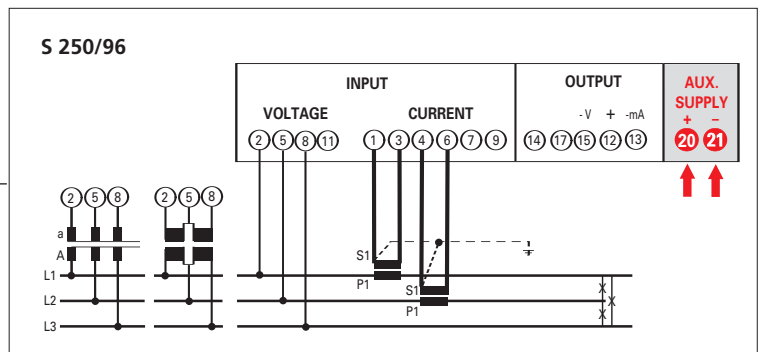 S 250/96
INPUT
OUTPUT
AUX.
SUPPLY
VOLTAGE
CURRENT
- V + -mA
+ −
2 5 8 11
1 3 4 6 7 9
14 17 15 12 13
20 21
2 5 8
2 5 8
a
A
S1
L1
P1
S1
L2
P1
L3